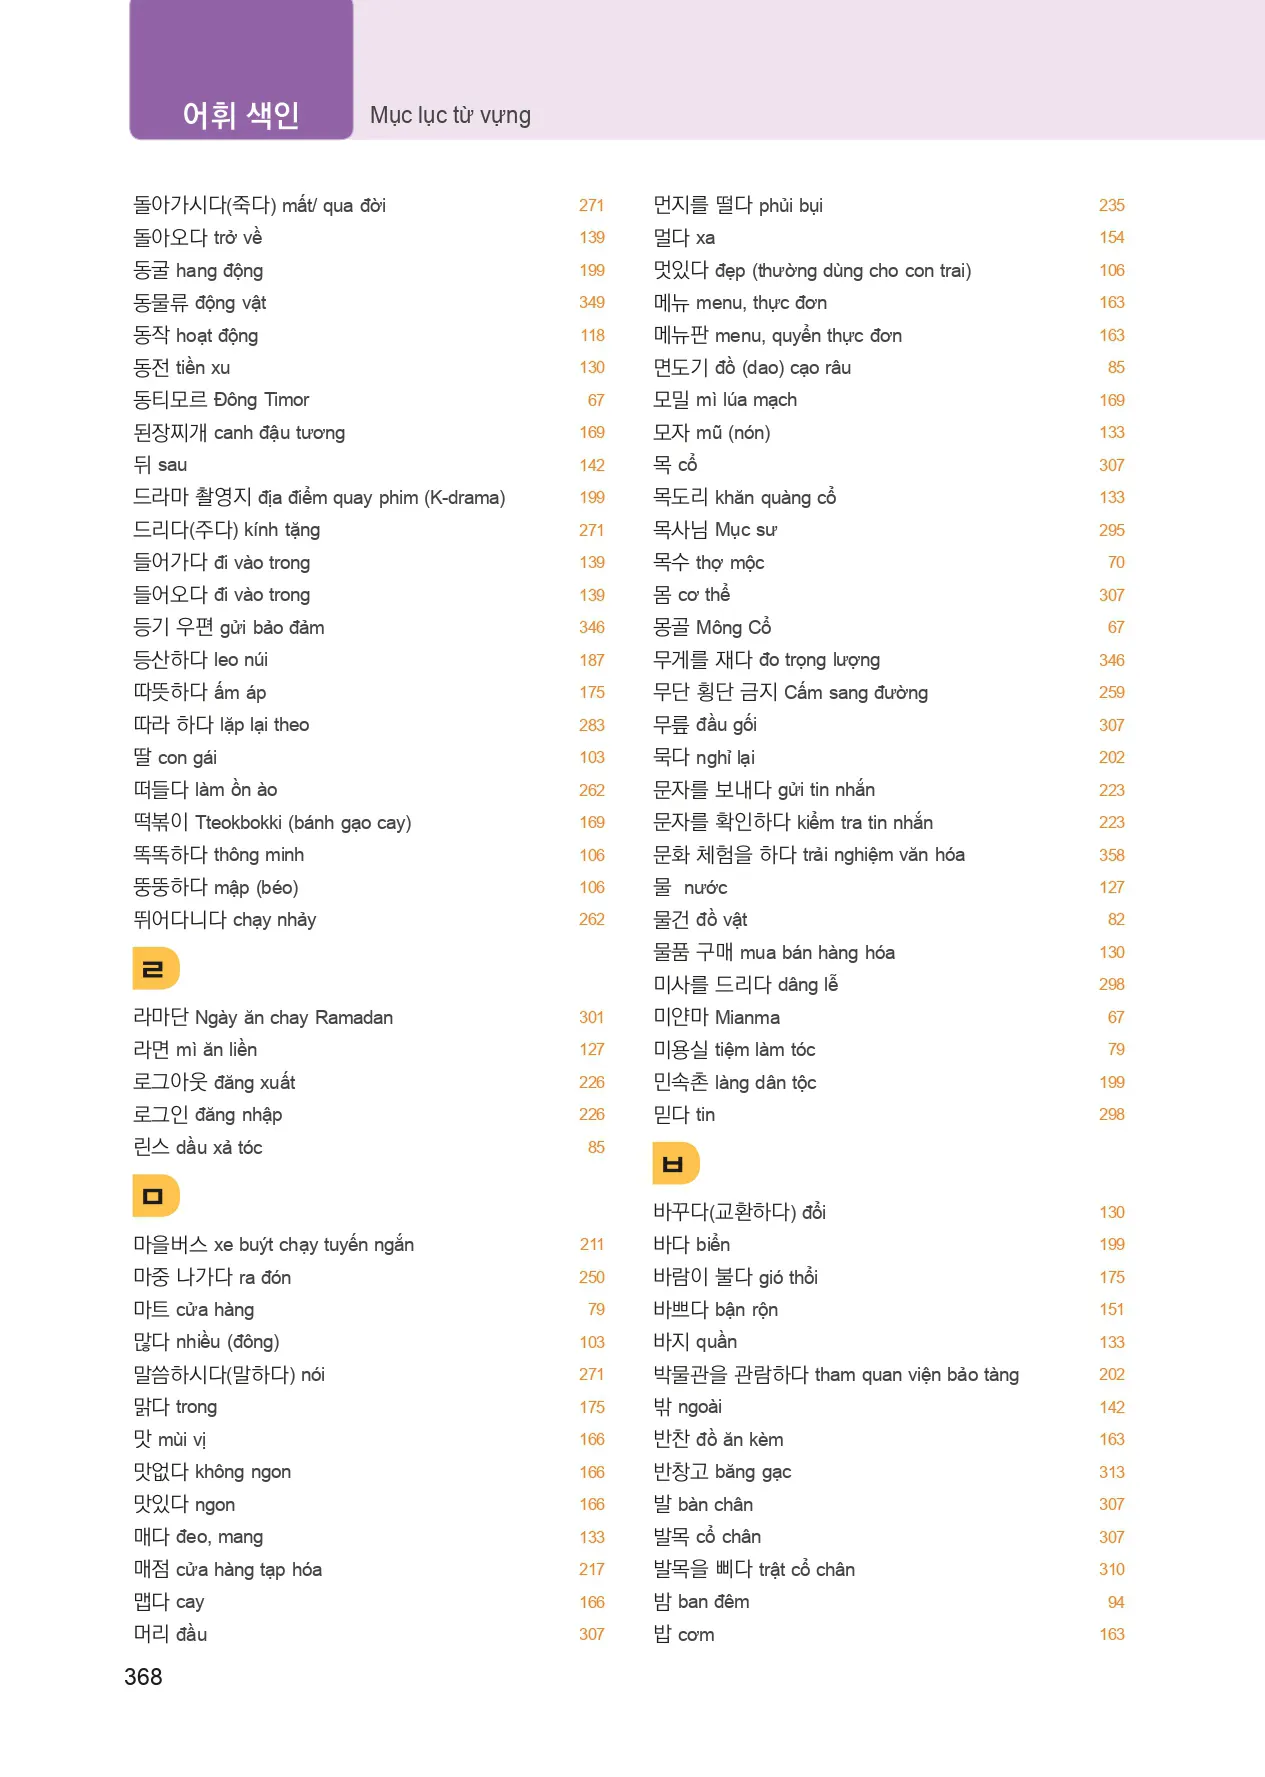 어휘 색인
Mục lục từ vựng
돌아가시다(죽다) mất/ qua đời 271
돌아오다 trở về 139
동굴 hang động 199
동물류 động vật 349
동작 hoạt động 118
동전 tiền xu 130
동티모르 Đông Timor 67
된장찌개 canh đậu tương 169
뒤 sau 142
드라마 촬영지 địa điểm quay phim (K-drama) 199
드리다(주다) kính tặng 271
들어가다 đi vào trong 139
들어오다 đi vào trong 139
등기 우편 gửi bảo đảm 346
등산하다 leo núi 187
따뜻하다 ấm áp 175
따라 하다 lặp lại theo 283
딸 con gái 103
떠들다 làm ồn ào 262
떡볶이 Tteokbokki (bánh gạo cay) 169
똑똑하다 thông minh 106
뚱뚱하다 mập (béo) 106
뛰어다니다 chạy nhảy 262
ㄹ
라마단 Ngày ăn chay Ramadan 301
라면 mì ăn liền 127
로그아웃 đăng xuất 226
로그인 đăng nhập 226
린스 dầu xả tóc 85
ㅁ
마을버스 xe buýt chạy tuyến ngắn 211
마중 나가다 ra đón 250
마트 cửa hàng 79
많다 nhiều (đông) 103
말씀하시다(말하다) nói 271
맑다 trong 175
맛 mùi vị 166
맛없다 không ngon 166
맛있다 ngon 166
매다 đeo, mang 133
매점 cửa hàng tạp hóa 217
맵다 cay 166
머리 đầu 307
먼지를 떨다 phủi bụi 235
멀다 xa 154
멋있다 đẹp (thường dùng cho con trai) 106
메뉴 menu, thực đơn 163
메뉴판 menu, quyển thực đơn 163
면도기 đồ (dao) cạo râu 85
모밀 mì lúa mạch 169
모자 mũ (nón) 133
목 cổ 307
목도리 khăn quàng cổ 133
목사님 Mục sư 295
목수 thợ mộc 70
몸 cơ thể 307
몽골 Mông Cổ 67
무게를 재다 đo trọng lượng 346
무단 횡단 금지 Cấm sang đường 259
무릎 đầu gối 307
묵다 nghỉ lại 202
문자를 보내다 gửi tin nhắn 223
문자를 확인하다 kiểm tra tin nhắn 223
문화 체험을 하다 trải nghiệm văn hóa 358
물 nước 127
물건 đồ vật 82
물품 구매 mua bán hàng hóa 130
미사를 드리다 dâng lễ 298
미얀마 Mianma 67
미용실 tiệm làm tóc 79
민속촌 làng dân tộc 199
믿다 tin 298
ㅂ
바꾸다(교환하다) đổi 130
바다 biển 199
바람이 불다 gió thổi 175
바쁘다 bận rộn 151
바지 quần 133
박물관을 관람하다 tham quan viện bảo tàng 202
밖 ngoài 142
반찬 đồ ăn kèm 163
반창고 băng gạc 313
발 bàn chân 307
발목 cổ chân 307
발목을 삐다 trật cổ chân 310
밤 ban đêm 94
밥 cơm 163
368